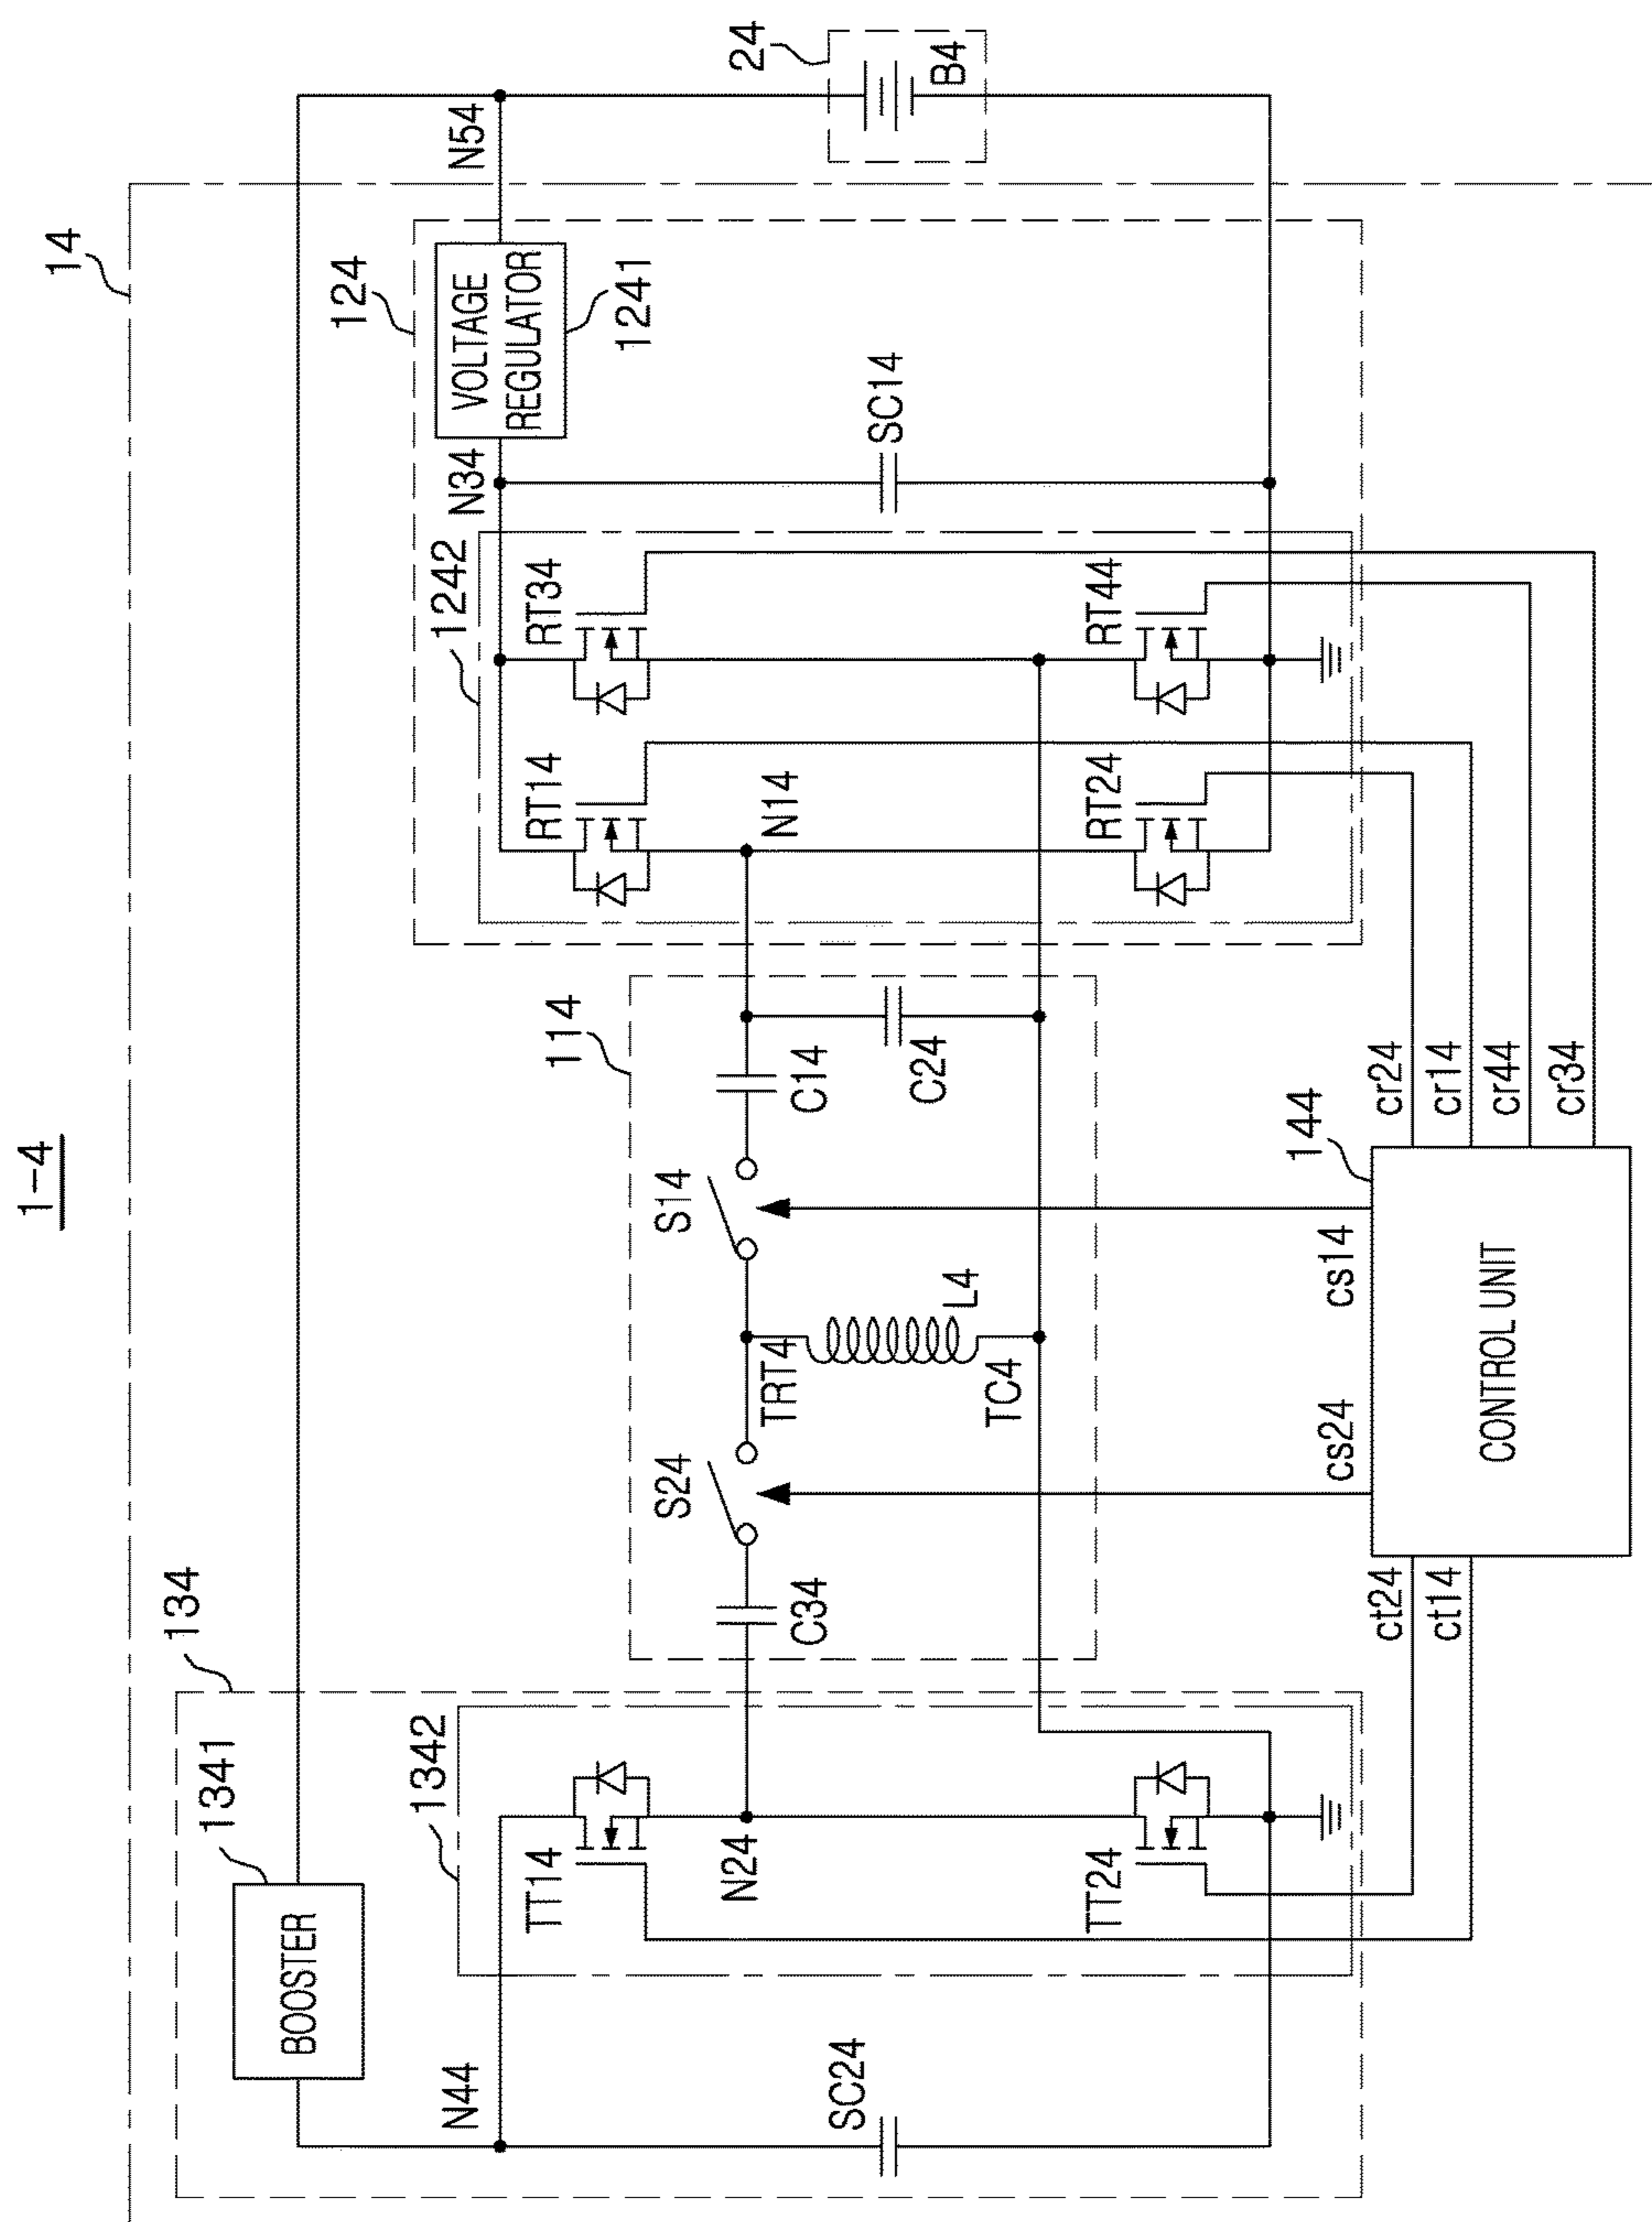 1-4
14
24
B4
N54
124
VOLTAGE
REGULATOR
1241
N34
SC14
1242
RT34
RT44
RT14
N14
RT24
114
C14
C24
S14
TRT4
L4
TC4
S24
C34
134
1341
BOOSTER
1342
TT14
N24
TT24
N44
SC24
144
CONTROL UNIT
cs14
cs24
cr24
cr14
cr44
cr34
ct24
ct14